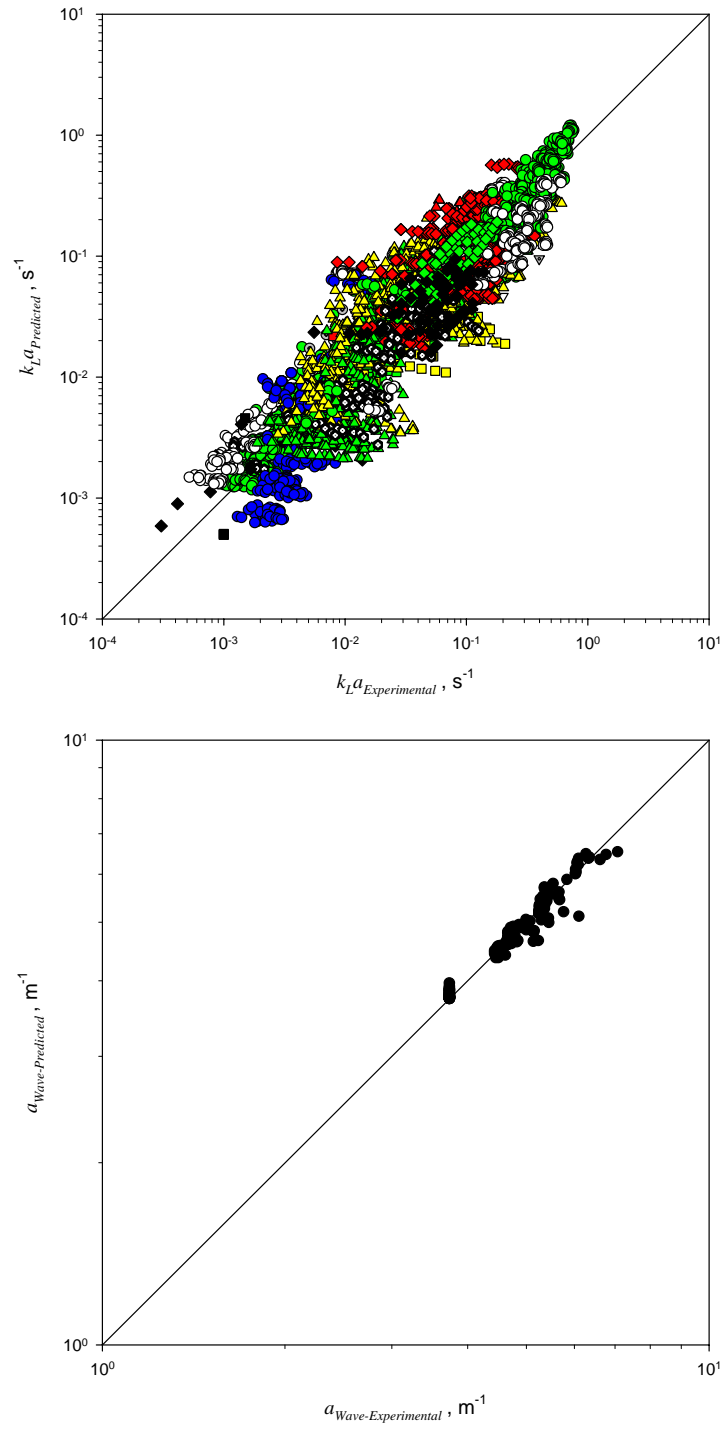 10^1
10^0
10^-1
10^-2
10^-3
10^-4
k_L a_Predicted , s^-1
10^-4 10^-3 10^-2 10^-1 10^0 10^1
k_L a_Experimental , s^-1
10^1
10^0
a_Wave-Predicted , m^-1
10^0 10^1
a_Wave-Experimental , m^-1